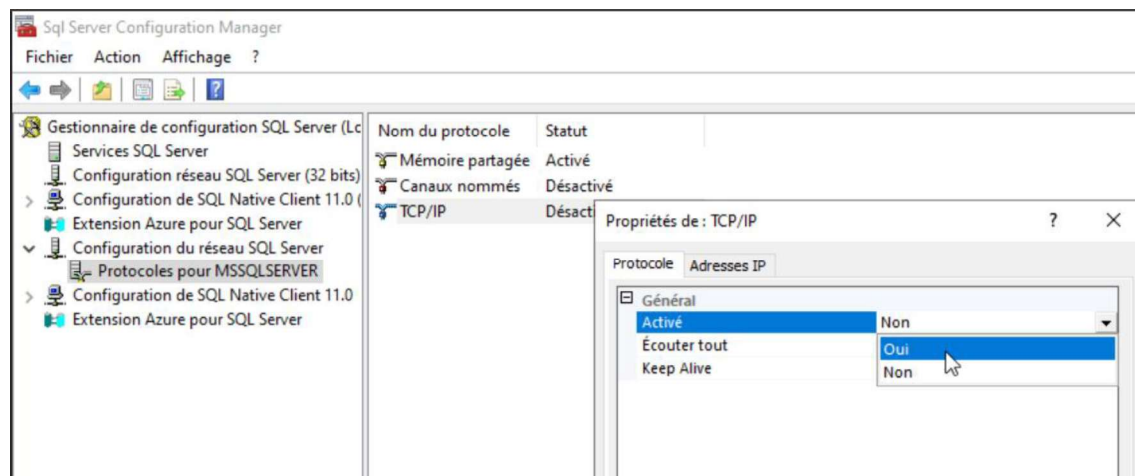 Sql Server Configuration Manager
Fichier Action Affichage ?
Gestionnaire de configuration SQL Server (Lc
Services SQL Server
Configuration réseau SQL Server (32 bits)
Configuration de SQL Native Client 11.0 (
Extension Azure pour SQL Server
Configuration du réseau SQL Server
Protocoles pour MSSQLSERVER
Configuration de SQL Native Client 11.0
Extension Azure pour SQL Server
Nom du protocole Statut
Mémoire partagée Activé
Canaux nommés Désactivé
TCP/IP Désacti
Propriétés de : TCP/IP ?
Protocole Adresses IP
Général
Activé Non
Écouter tout Oui
Keep Alive Non